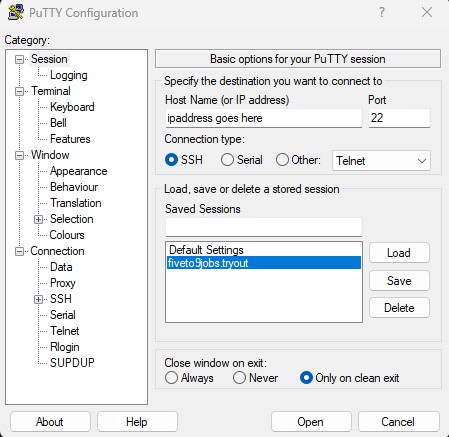 PuTTY Configuration
?
Category:
Session
Logging
Terminal
Keyboard
Bell
Features
Window
Appearance
Behaviour
Translation
Selection
Colours
Connection
Data
Proxy
SSH
Serial
Telnet
Rlogin
SUPDUP
Basic options for your PuTTY session
Specify the destination you want to connect to
Host Name (or IP address) Port
ipaddress goes here 22
Connection type:
SSH Serial Other: Telnet
Load, save or delete a stored session
Saved Sessions
Default Settings
fiveto9jobs.tryout
Load
Save
Delete
Close window on exit:
Always Never Only on clean exit
About Help Open Cancel